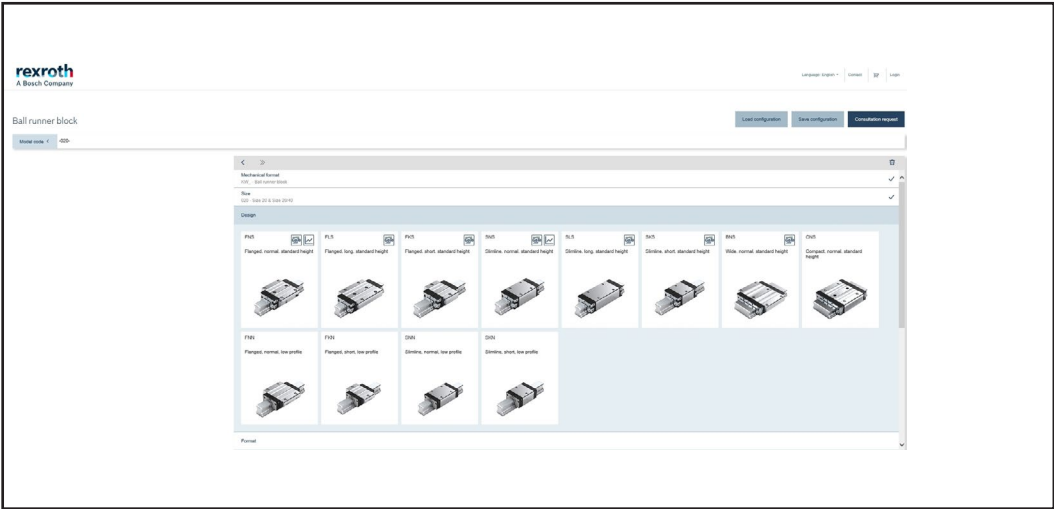 rexroth
A Bosch Company
Language: English
Contact
Login
Ball runner block
Load configuration
Save configuration
Consultation request
Model code
Mechanical format
Ball runner block
Size
Design
FNS
Flanged, normal, standard height
FLS
Flanged, long, standard height
FKS
Flanged, short, standard height
SNS
Slimline, normal, standard height
SLS
Slimline, long, standard height
SKS
Slimline, short, standard height
BNS
Wide, normal, standard height
CNS
Compact, normal, standard
height
FNN
Flanged, normal, low profile
FKN
Flanged, short, low profile
Slimline, normal, low profile
Slimline, short, low profile
Format